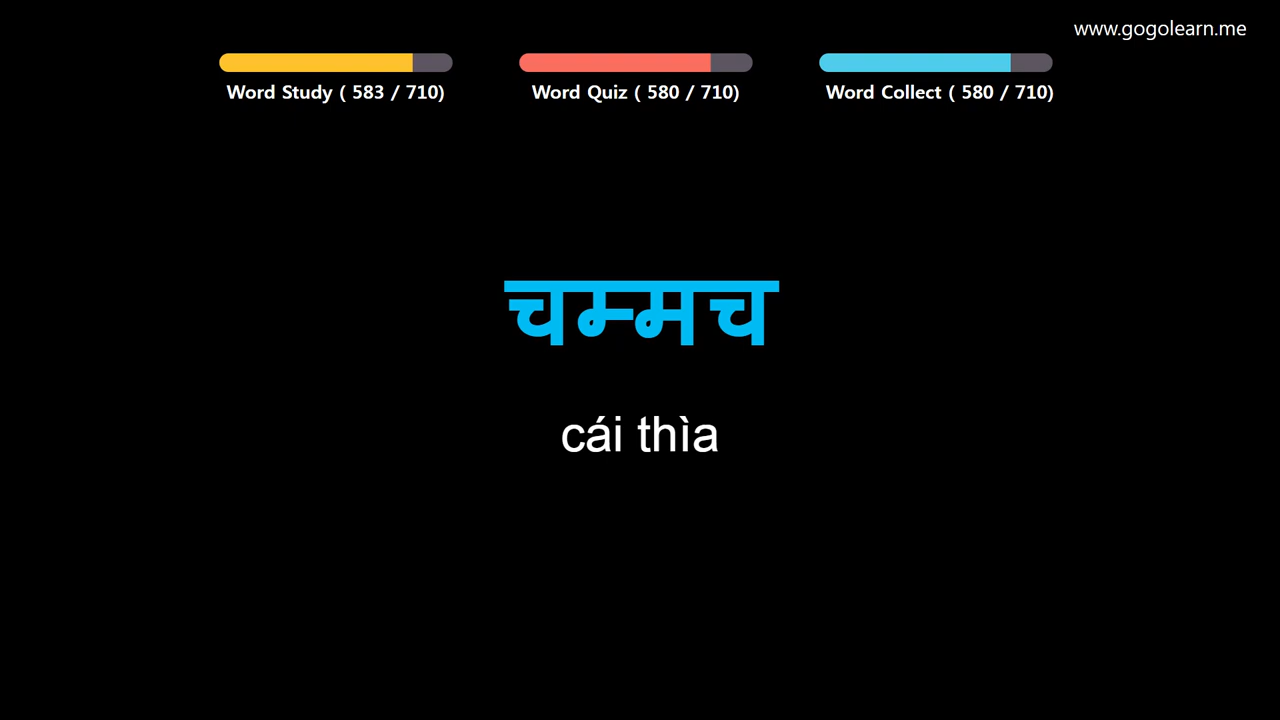 www.gogolearn.me
Word Study ( 583 / 710)
Word Quiz ( 580 / 710)
Word Collect ( 580 / 710)
चम्मच
cái thìa